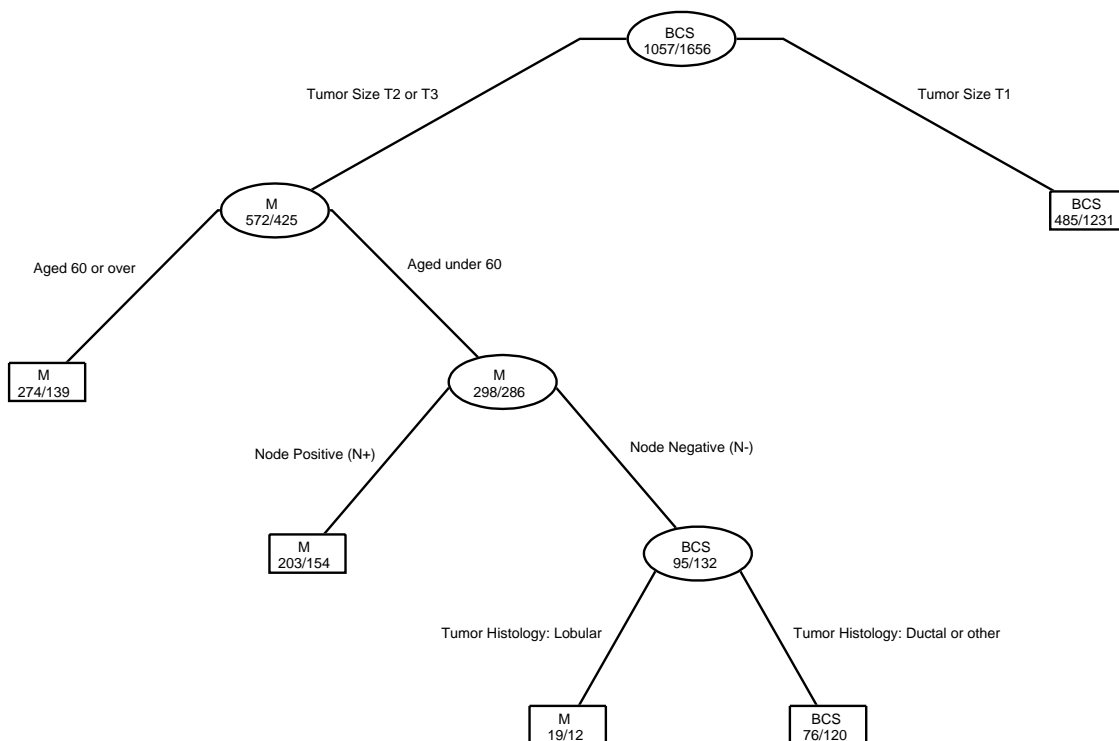 BCS
1057/1656
Tumor Size T2 or T3
Tumor Size T1
M
572/425
BCS
485/1231
Aged 60 or over
Aged under 60
M
274/139
M
298/286
Node Positive (N+)
Node Negative (N-)
M
203/154
BCS
95/132
Tumor Histology: Lobular
Tumor Histology: Ductal or other
M
19/12
BCS
76/120